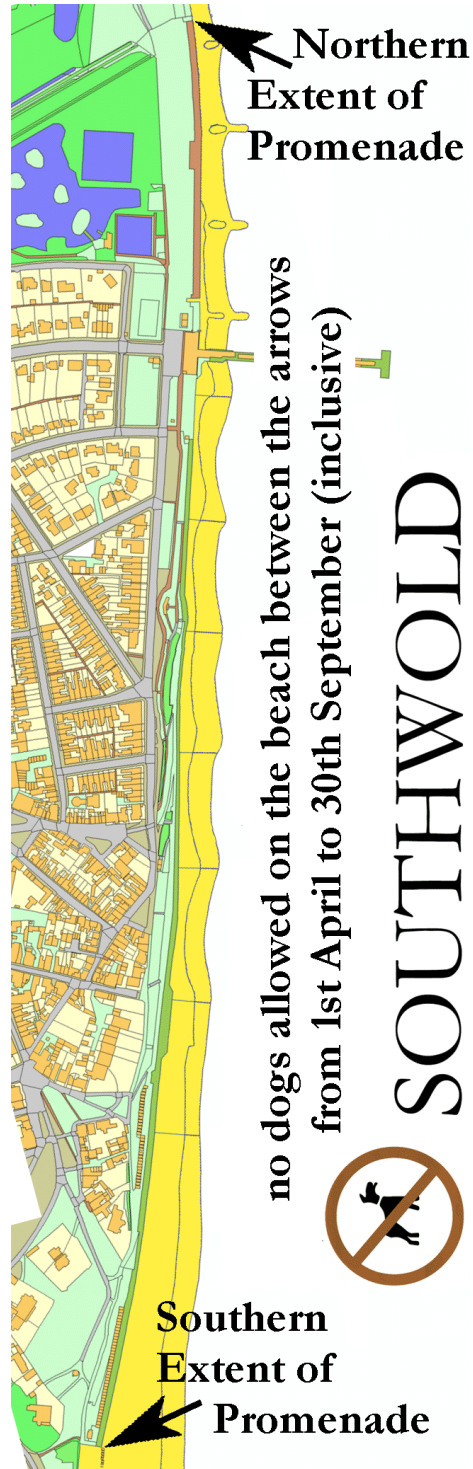 Northern
Extent of
Promenade
no dogs allowed on the beach between the arrows
from 1st April to 30th September (inclusive)
SOUTHWOLD
Southern
Extent of
Promenade